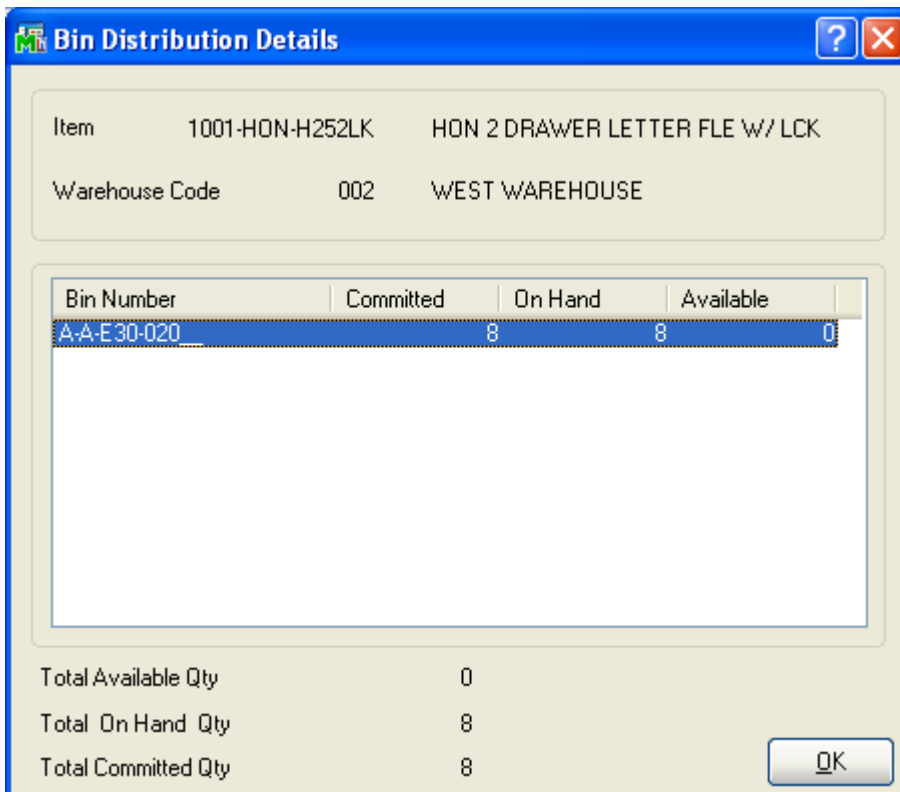 Bin Distribution Details
Item 1001-HON-H252LK HON 2 DRAWER LETTER FLE W/ LCK
Warehouse Code 002 WEST WAREHOUSE
Bin Number Committed On Hand Available
A-A-E30-020__ 8 8 0
Total Available Qty 0
Total On Hand Qty 8
Total Committed Qty 8
OK